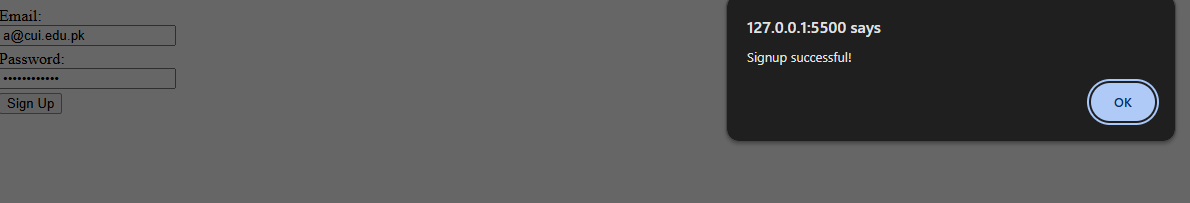 Email:
a@cui.edu.pk
Password:
••••••••••••
Sign Up
127.0.0.1:5500 says
Signup successful!
OK